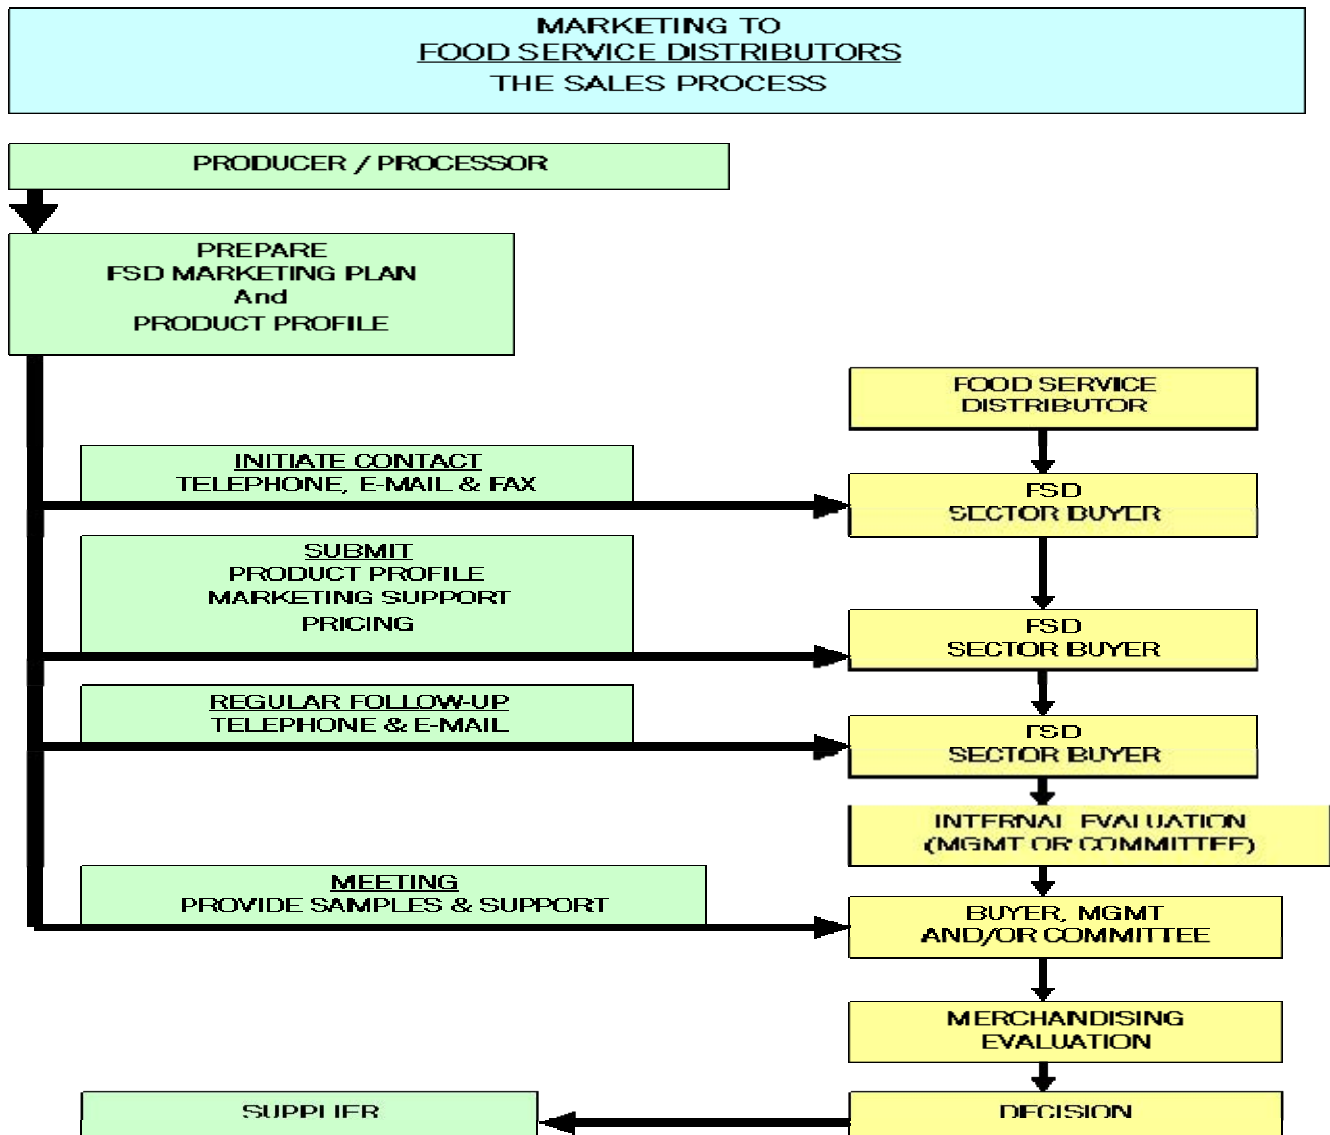 MARKETING TO
FOOD SERVICE DISTRIBUTORS
THE SALES PROCESS
PRODUCER / PROCESSOR
PREPARE
FSD MARKETING PLAN
And
PRODUCT PROFILE
FOOD SERVICE
DISTRIBUTOR
INITIATE CONTACT
TELEPHONE, E-MAIL & FAX
FSD
SECTOR BUYER
SUBMIT
PRODUCT PROFILE
MARKETING SUPPORT
PRICING
FSD
SECTOR BUYER
REGULAR FOLLOW-UP
TELEPHONE & E-MAIL
FSD
SECTOR BUYER
INTERNAL EVALUATION
(MGMT OR COMMITTEE)
MEETING
PROVIDE SAMPLES & SUPPORT
BUYER, MGMT
AND/OR COMMITTEE
MERCHANDISING
EVALUATION
SUPPLIER
DECISION